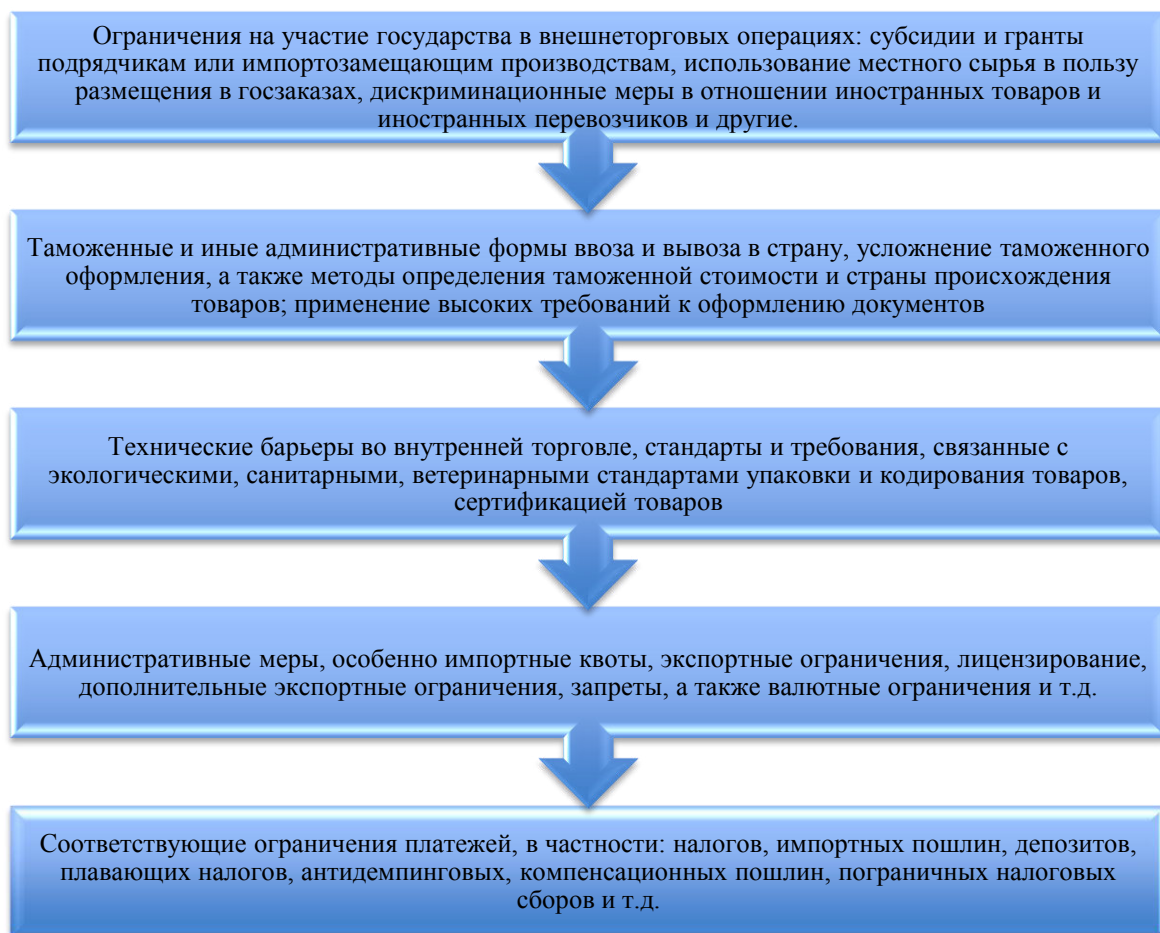 Ограничения на участие государства в внешнеторговых операциях: субсидии и гранты
подрядчикам или импортозамещающим производствам, использование местного сырья в пользу
размещения в госзаказах, дискриминационные меры в отношении иностранных товаров и
иностранных перевозчиков и другие.
Таможенные и иные административные формы ввоза и вывоза в страну, усложнение таможенного
оформления, а также методы определения таможенной стоимости и страны происхождения
товаров; применение высоких требований к оформлению документов
Технические барьеры во внутренней торговле, стандарты и требования, связанные с
экологическими, санитарными, ветеринарными стандартами упаковки и кодирования товаров,
сертификацией товаров
Административные меры, особенно импортные квоты, экспортные ограничения, лицензирование,
дополнительные экспортные ограничения, запреты, а также валютные ограничения и т.д.
Соответствующие ограничения платежей, в частности: налогов, импортных пошлин, депозитов,
плавающих налогов, антидемпинговых, компенсационных пошлин, пограничных налоговых
сборов и т.д.